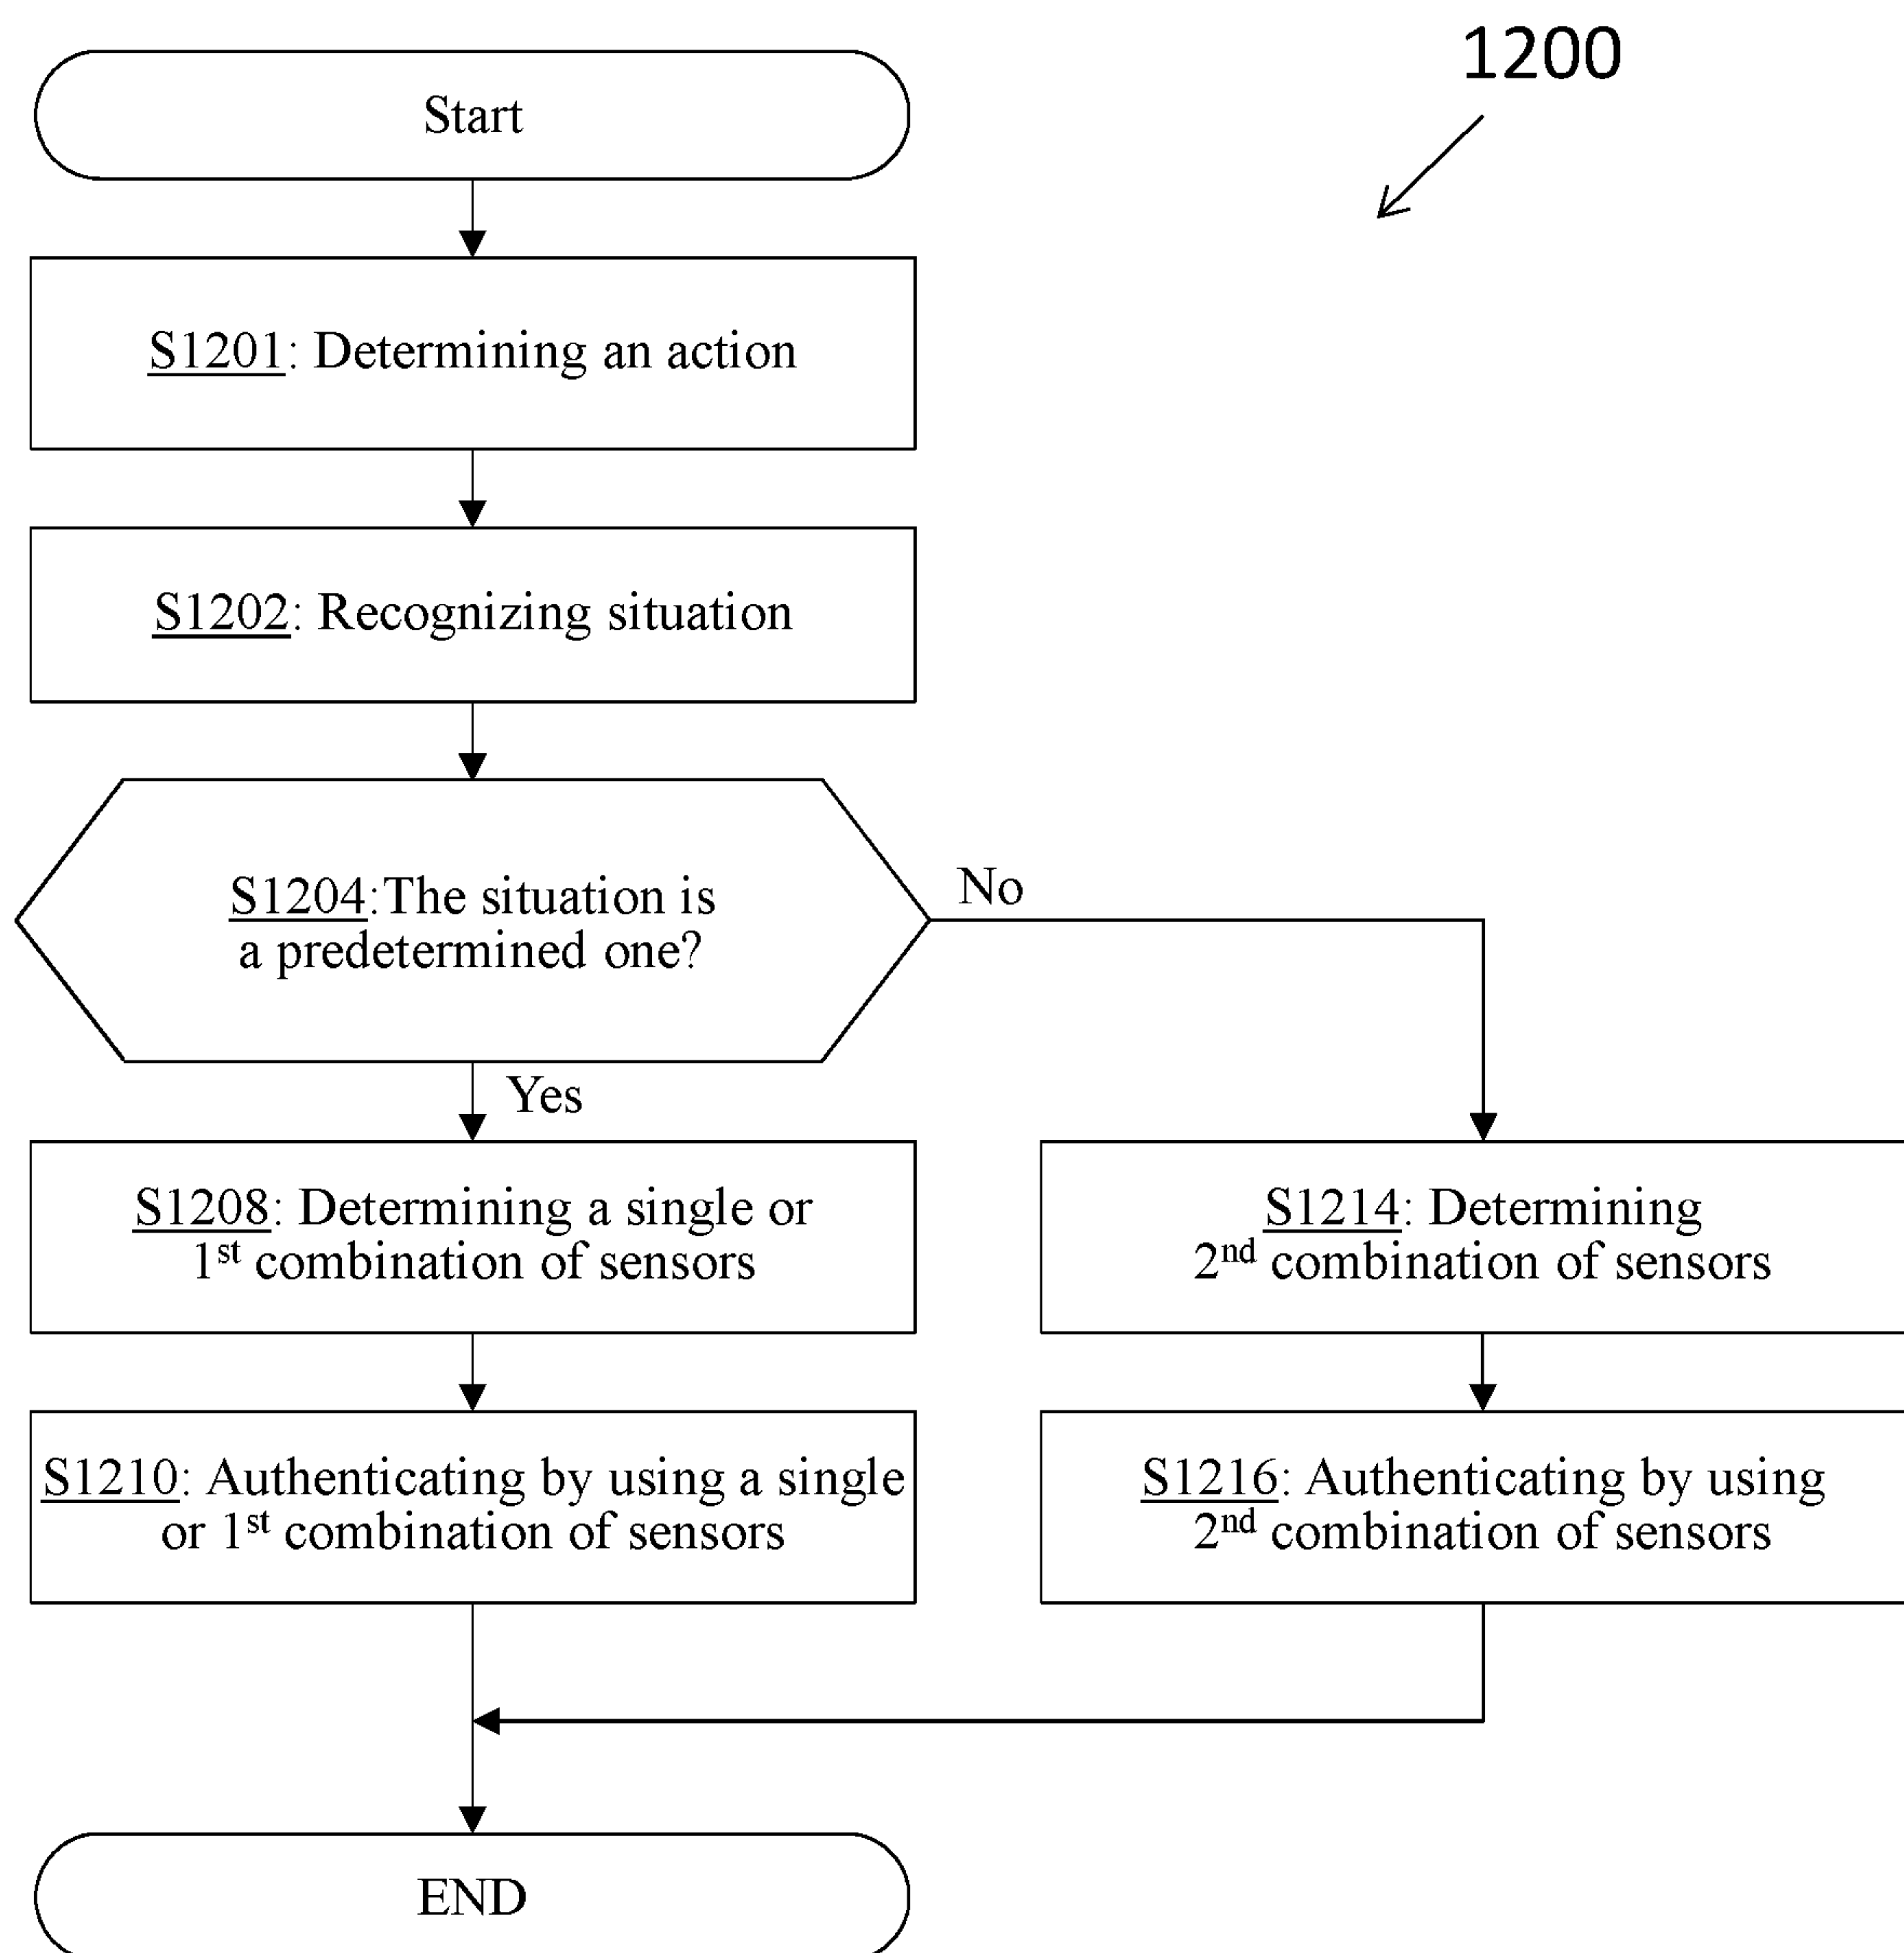 1200
Start
S1201: Determining an action
S1202: Recognizing situation
S1204:The situation is
a predetermined one?
No
Yes
S1208: Determining a single or
1st combination of sensors
S1214: Determining
2nd combination of sensors
S1210: Authenticating by using a single
or 1st combination of sensors
S1216: Authenticating by using
2nd combination of sensors
END